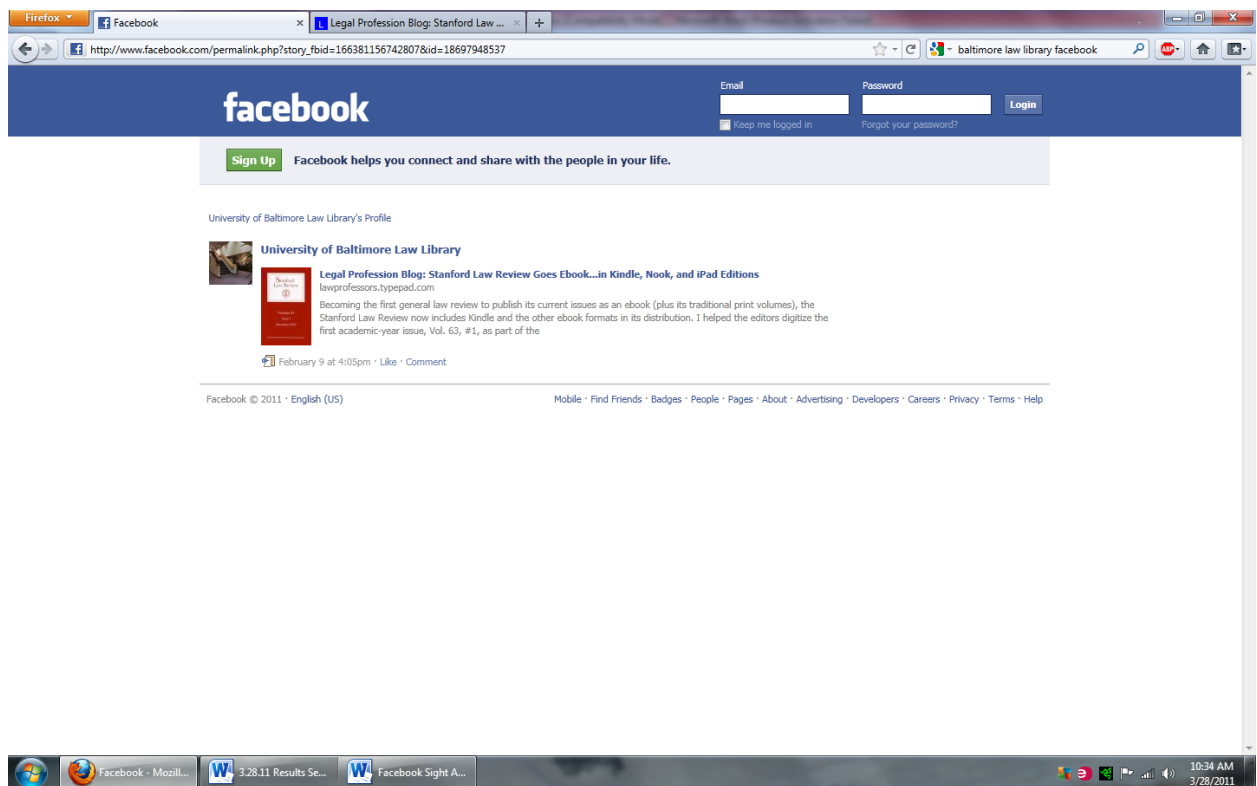 Firefox
Facebook
Legal Profession Blog: Stanford Law ...
http://www.facebook.com/permalink.php?story_fbid=166381156742807&id=18697948537
baltimore law library facebook
ABP
facebook
Email
Password
Login
Keep me logged in
Forgot your password?
Sign Up Facebook helps you connect and share with the people in your life.
University of Baltimore Law Library's Profile
University of Baltimore Law Library
Stanford
Law Review
Legal Profession Blog: Stanford Law Review Goes Ebook...in Kindle, Nook, and iPad Editions
lawprofessors.typepad.com
Becoming the first general law review to publish its current issues as an ebook (plus its traditional print volumes), the
Stanford Law Review now includes Kindle and the other ebook formats in its distribution. I helped the editors digitize the
first academic-year issue, Vol. 63, #1, as part of the
February 9 at 4:05pm · Like · Comment
Facebook © 2011 · English (US)
Mobile · Find Friends · Badges · People · Pages · About · Advertising · Developers · Careers · Privacy · Terms · Help
Facebook - Mozill...
3.28.11 Results Se...
Facebook Sight A...
10:34 AM
3/28/2011